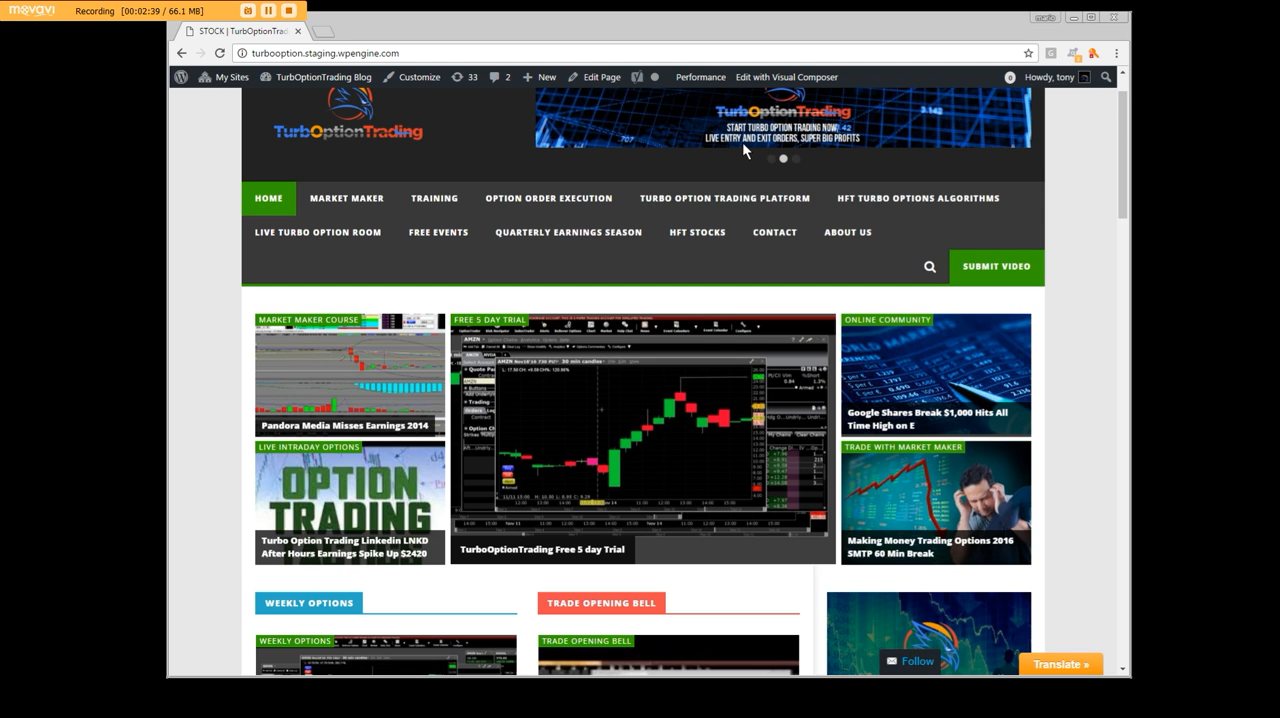 movavi
Recording [00:02:39 / 66.1 MB]
mario
STOCK | TurbOptionTrad
turbooption.staging.wpengine.com
My Sites TurbOptionTrading Blog Customize 33 2 New Edit Page Performance Edit with Visual Composer 0 Howdy, tony
TurbOptionTrading
TurbOptionTrading
START TURBO OPTION TRADING NOW,
LIVE ENTRY AND EXIT ORDERS, SUPER BIG PROFITS
3.142
707
42
HOME MARKET MAKER TRAINING OPTION ORDER EXECUTION TURBO OPTION TRADING PLATFORM HFT TURBO OPTIONS ALGORITHMS
LIVE TURBO OPTION ROOM FREE EVENTS QUARTERLY EARNINGS SEASON HFT STOCKS CONTACT ABOUT US
SUBMIT VIDEO
MARKET MAKER COURSE
Pandora Media Misses Earnings 2014
LIVE INTRADAY OPTIONS
OPTION
TRADING
Turbo Option Trading Linkedin LNKD
After Hours Earnings Spike Up $2420
FREE 5 DAY TRIAL
AMZN
TurboOptionTrading Free 5 day Trial
ONLINE COMMUNITY
Google Shares Break $1,000 Hits All
Time High on E
TRADE WITH MARKET MAKER
Making Money Trading Options 2016
SMTP 60 Min Break
WEEKLY OPTIONS
WEEKLY OPTIONS
TRADE OPENING BELL
TRADE OPENING BELL
Follow
Translate »